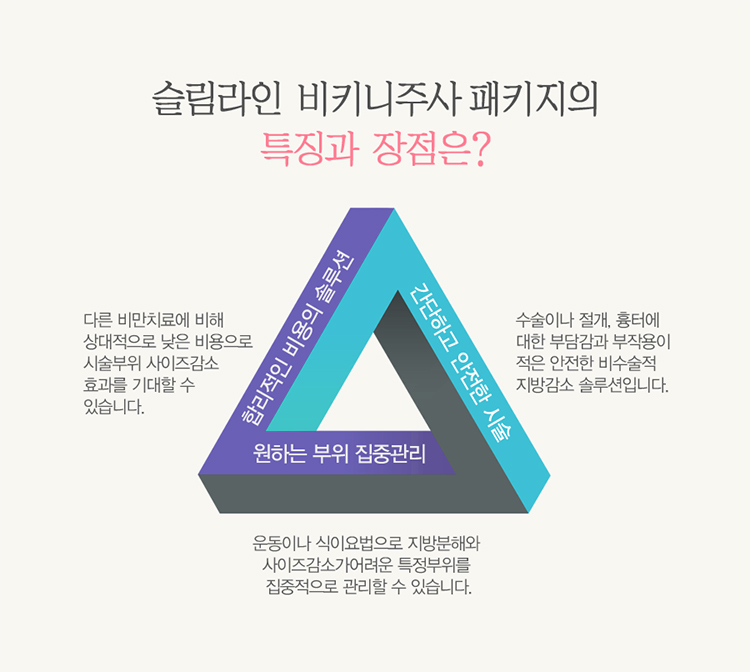 슬림라인 비키니주사 패키지의
특징과 장점은?
합리적인 비용의 솔루션
간단하고 안전한 시술
원하는 부위 집중관리
다른 비만치료에 비해
상대적으로 낮은 비용으로
시술부위 사이즈감소
효과를 기대할 수
있습니다.
수술이나 절개, 흉터에
대한 부담감과 부작용이
적은 안전한 비수술적
지방감소 솔루션입니다.
운동이나 식이요법으로 지방분해와
사이즈감소가어려운 특정부위를
집중적으로 관리할 수 있습니다.